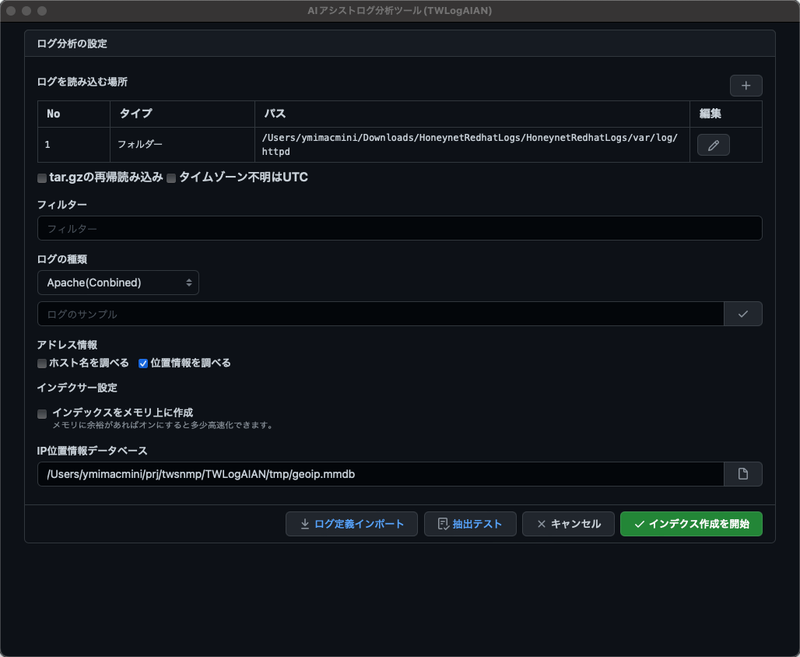 AIアシストログ分析ツール(TWLogAIAN)
ログ分析の設定
ログを読み込む場所
No タイプ パス 編集
1 フォルダー /Users/ymimacmini/Downloads/HoneynetRedhatLogs/HoneynetRedhatLogs/var/log/
httpd
tar.gzの再帰読み込み タイムゾーン不明はUTC
フィルター
フィルター
ログの種類
Apache(Conbined)
ログのサンプル
アドレス情報
ホスト名を調べる 位置情報を調べる
インデクサー設定
インデックスをメモリ上に作成
メモリに余裕があればオンにすると多少高速化できます。
IP位置情報データベース
/Users/ymimacmini/prj/twsnmp/TWLogAIAN/tmp/geoip.mmdb
ログ定義インポート 抽出テスト キャンセル インデクス作成を開始